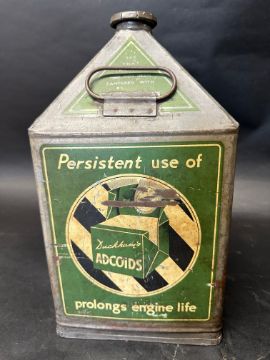 Persistent use of
Duckham's
ADCOIDS
prolongs engine life